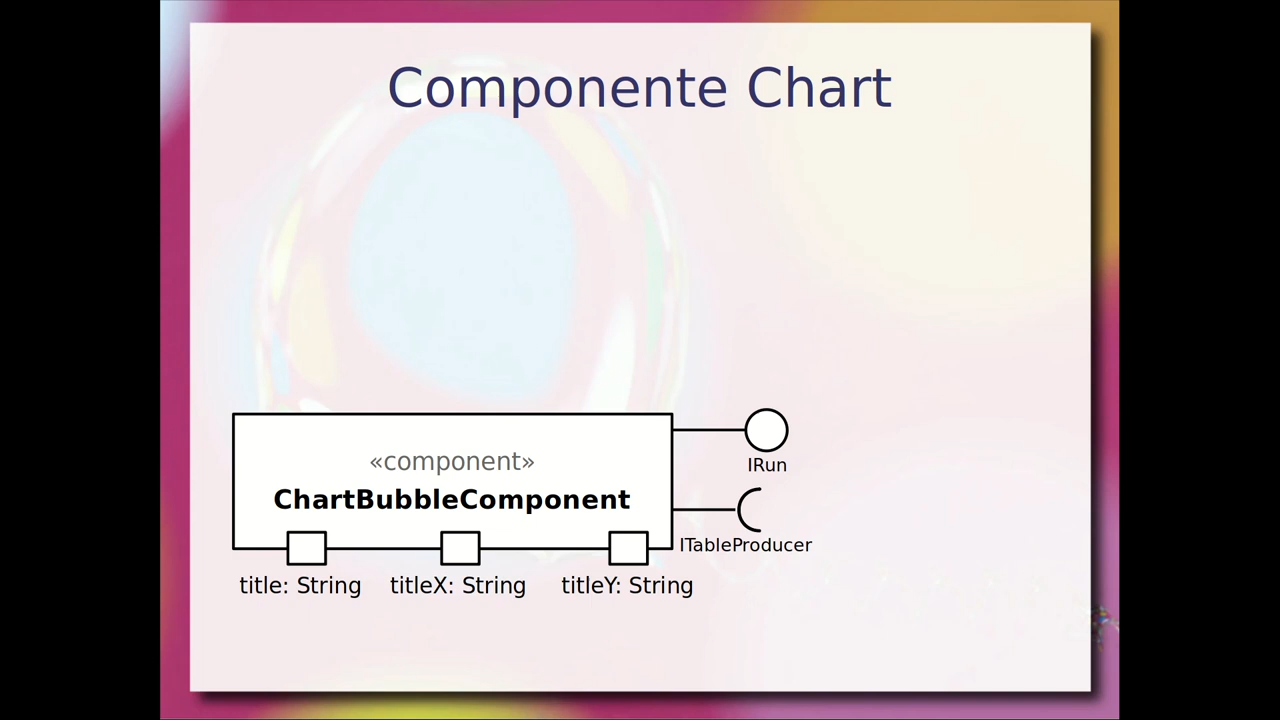 Componente Chart
«component»
ChartBubbleComponent
IRun
ITableProducer
title: String
titleX: String
titleY: String